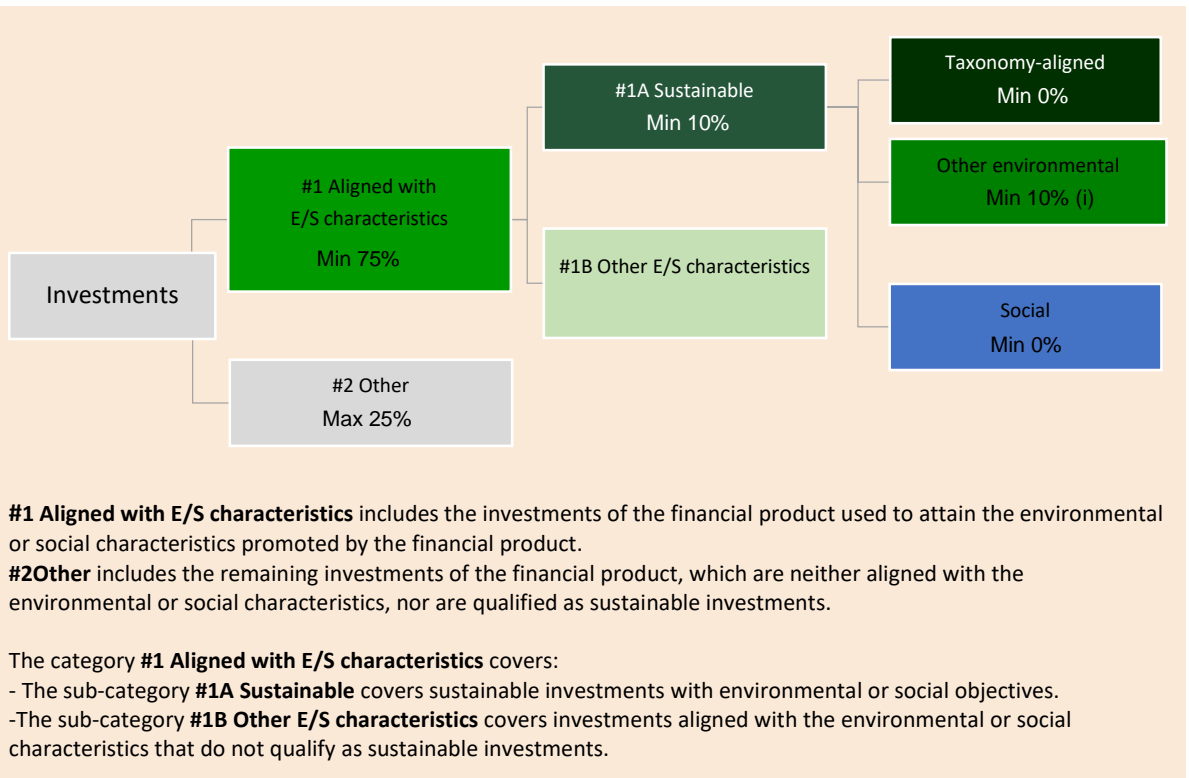 Investments
#1 Aligned with
E/S characteristics
Min 75%
#2 Other
Max 25%
#1A Sustainable
Min 10%
#1B Other E/S characteristics
Taxonomy-aligned
Min 0%
Other environmental
Min 10% (i)
Social
Min 0%
#1 Aligned with E/S characteristics includes the investments of the financial product used to attain the environmental
or social characteristics promoted by the financial product.
#2Other includes the remaining investments of the financial product, which are neither aligned with the
environmental or social characteristics, nor are qualified as sustainable investments.
The category #1 Aligned with E/S characteristics covers:
- The sub-category #1A Sustainable covers sustainable investments with environmental or social objectives.
-The sub-category #1B Other E/S characteristics covers investments aligned with the environmental or social
characteristics that do not qualify as sustainable investments.